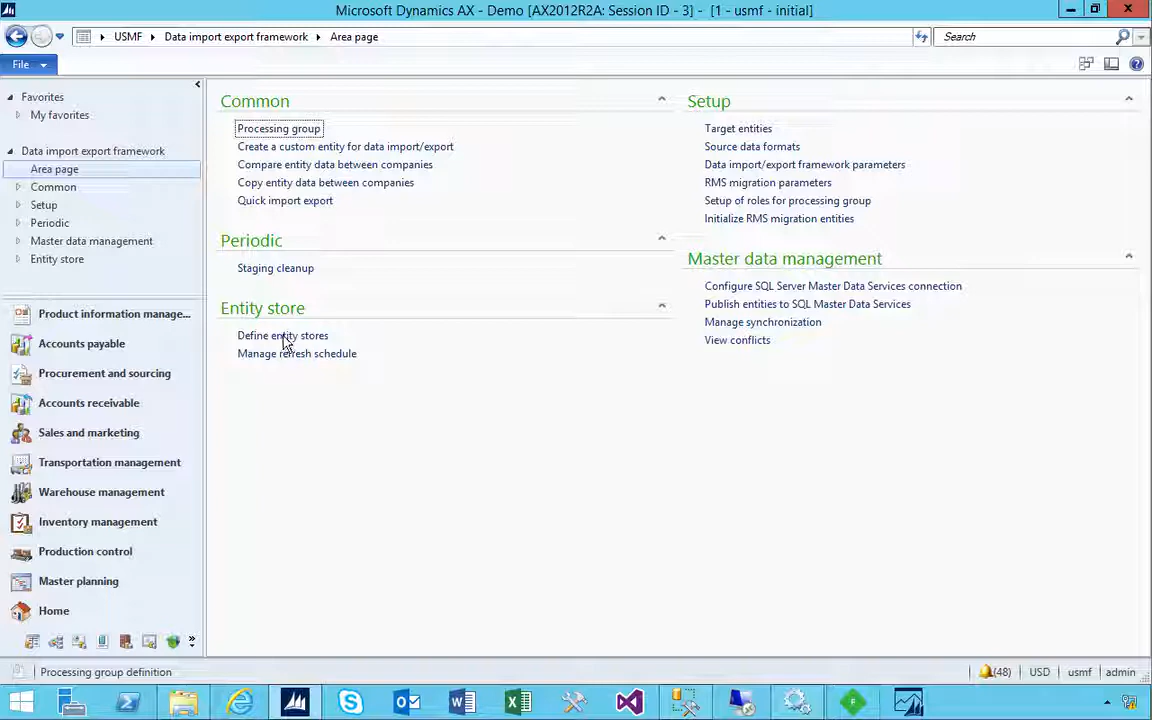 Microsoft Dynamics AX - Demo [AX2012R2A: Session ID - 3] - [1 - usmf - initial]
USMF
Data import export framework
Area page
Search
File
Favorites
My favorites
Data import export framework
Area page
Common
Setup
Periodic
Master data management
Entity store
Product information manage...
Accounts payable
Procurement and sourcing
Accounts receivable
Sales and marketing
Transportation management
Warehouse management
Inventory management
Production control
Master planning
Home
Common
Processing group
Create a custom entity for data import/export
Compare entity data between companies
Copy entity data between companies
Quick import export
Periodic
Staging cleanup
Entity store
Define entity stores
Manage refresh schedule
Setup
Target entities
Source data formats
Data import/export framework parameters
RMS migration parameters
Setup of roles for processing group
Initialize RMS migration entities
Master data management
Configure SQL Server Master Data Services connection
Publish entities to SQL Master Data Services
Manage synchronization
View conflicts
Processing group definition
(48)
USD
usmf
admin